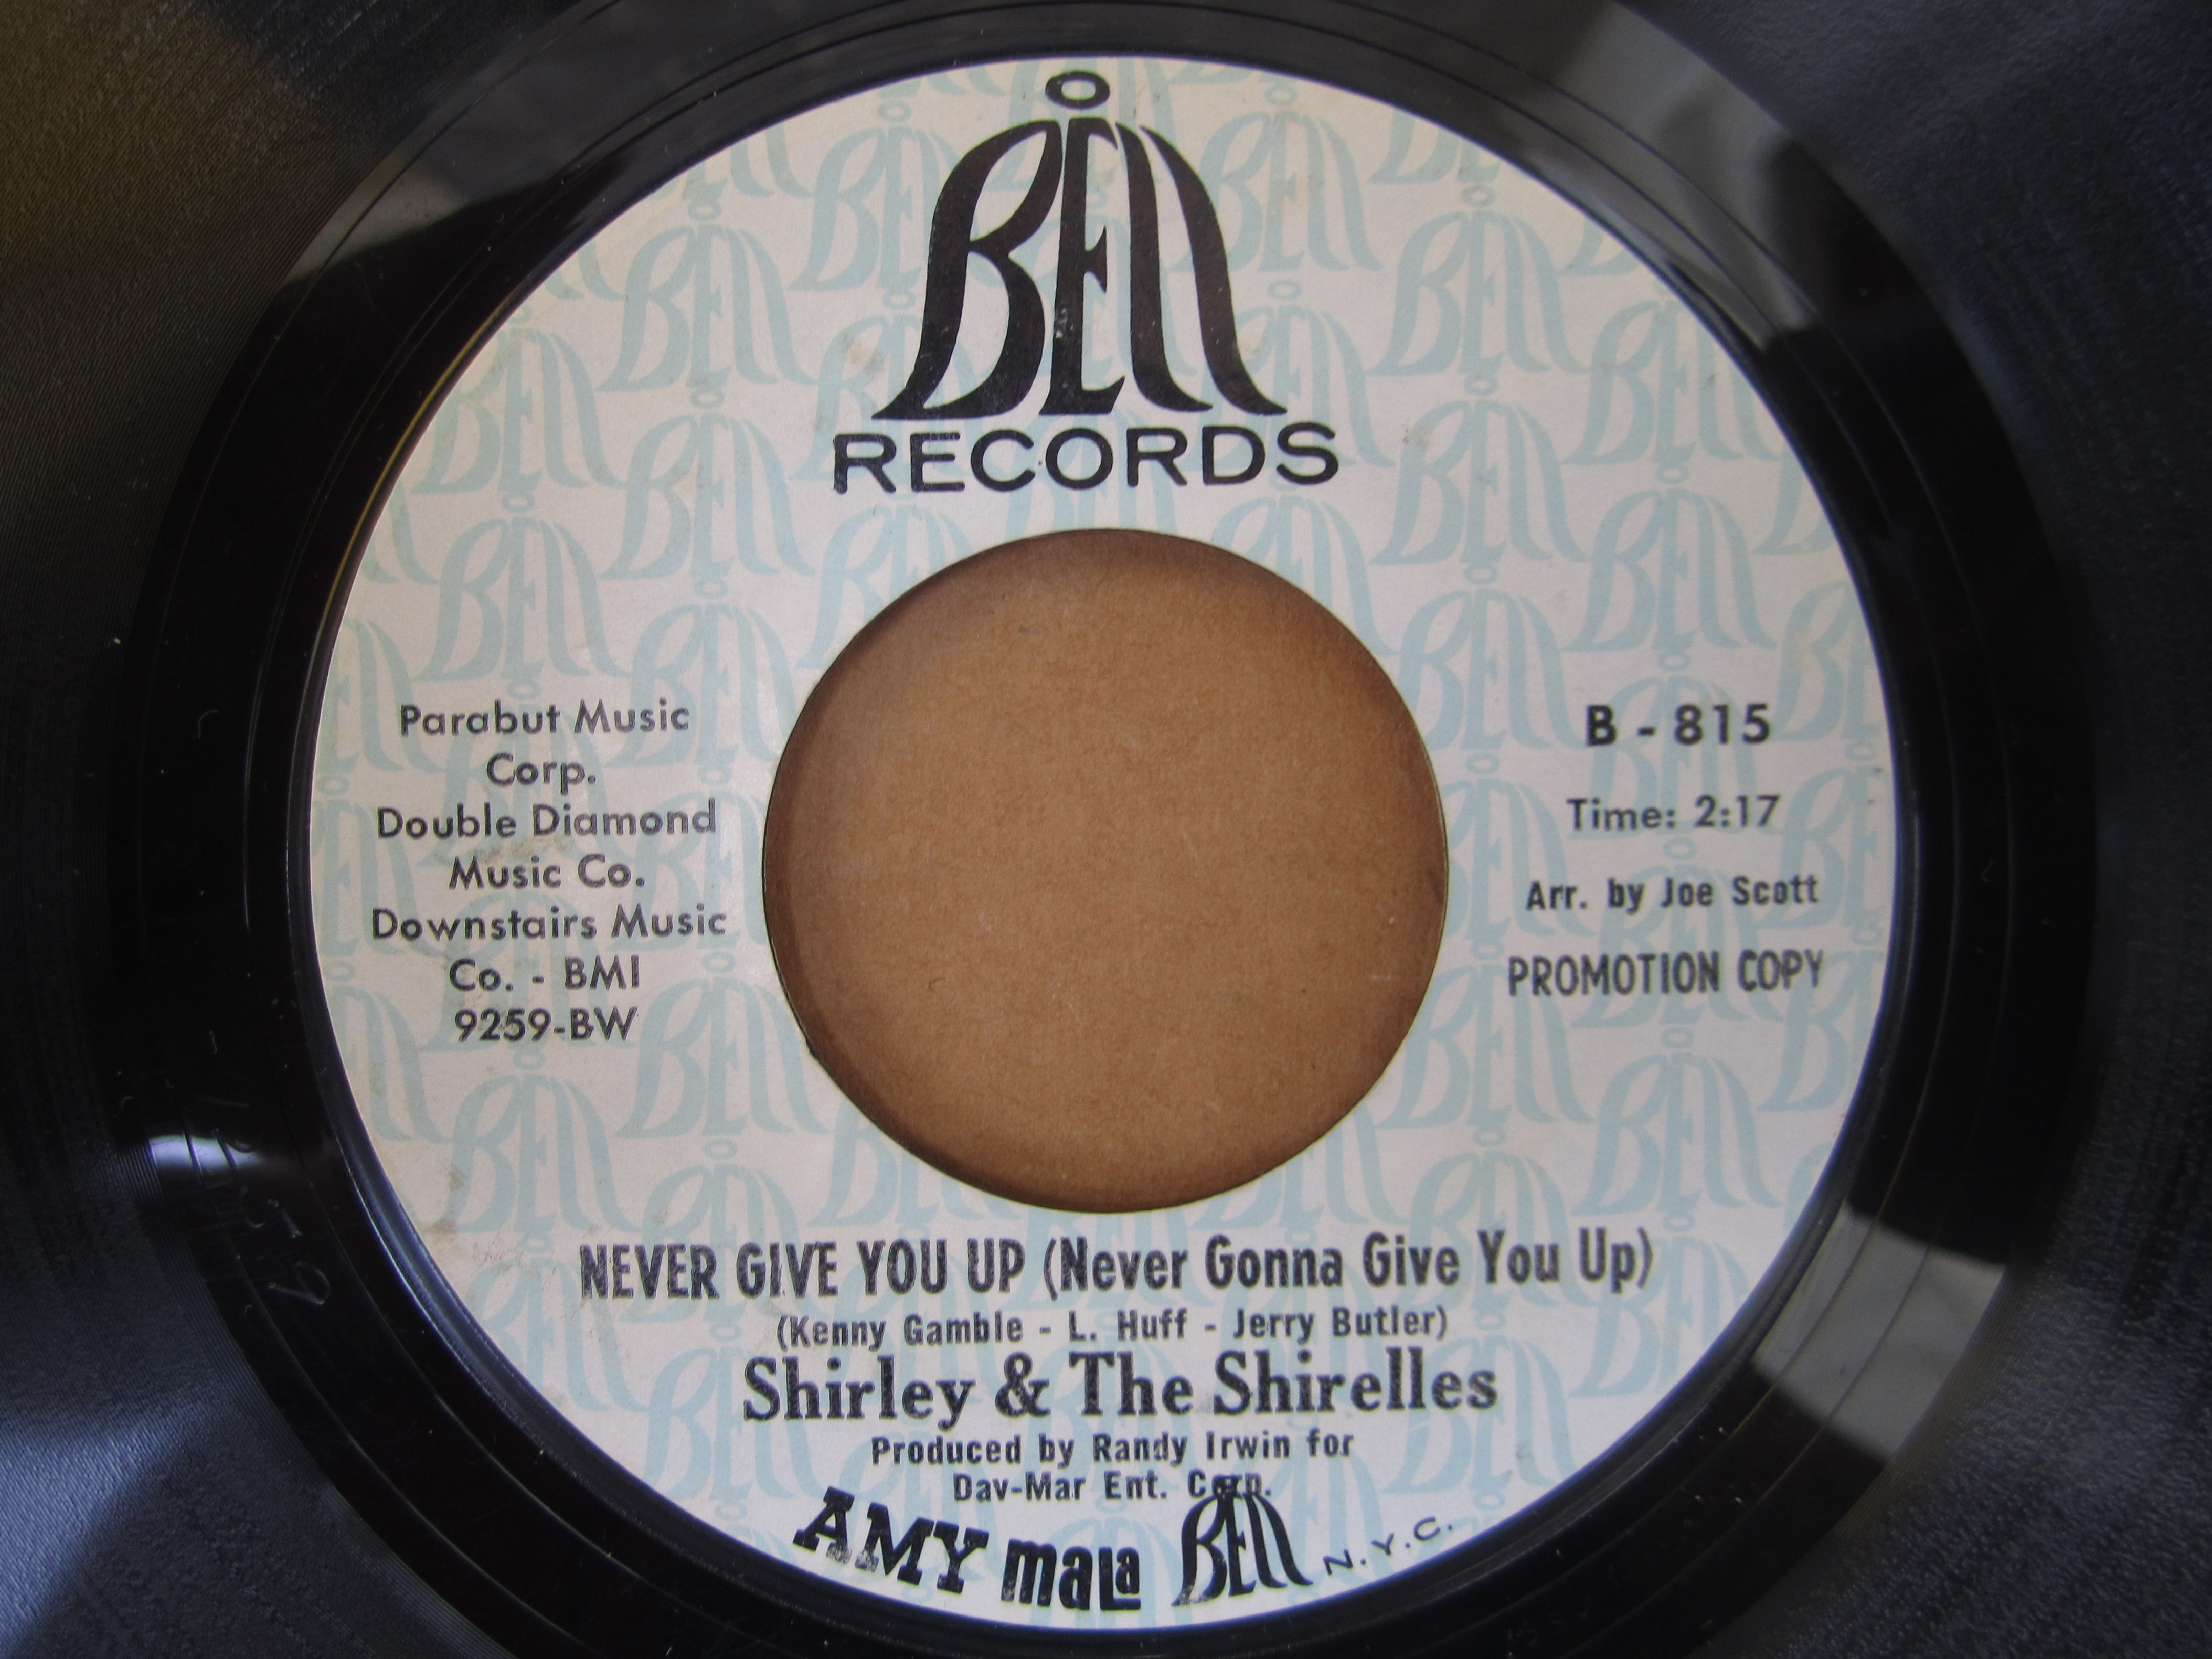 BELL
RECORDS
Parabut Music
Corp.
Double Diamond
Music Co.
Downstairs Music
Co. - BMI
9259-BW
B - 815
Time: 2:17
Arr. by Joe Scott
PROMOTION COPY
NEVER GIVE YOU UP (Never Gonna Give You Up)
(Kenny Gamble - L. Huff - Jerry Butler)
Shirley & The Shirelles
Produced by Randy Irwin for
Dav-Mar Ent. Corp.
AMY mala BELL N.Y.C.